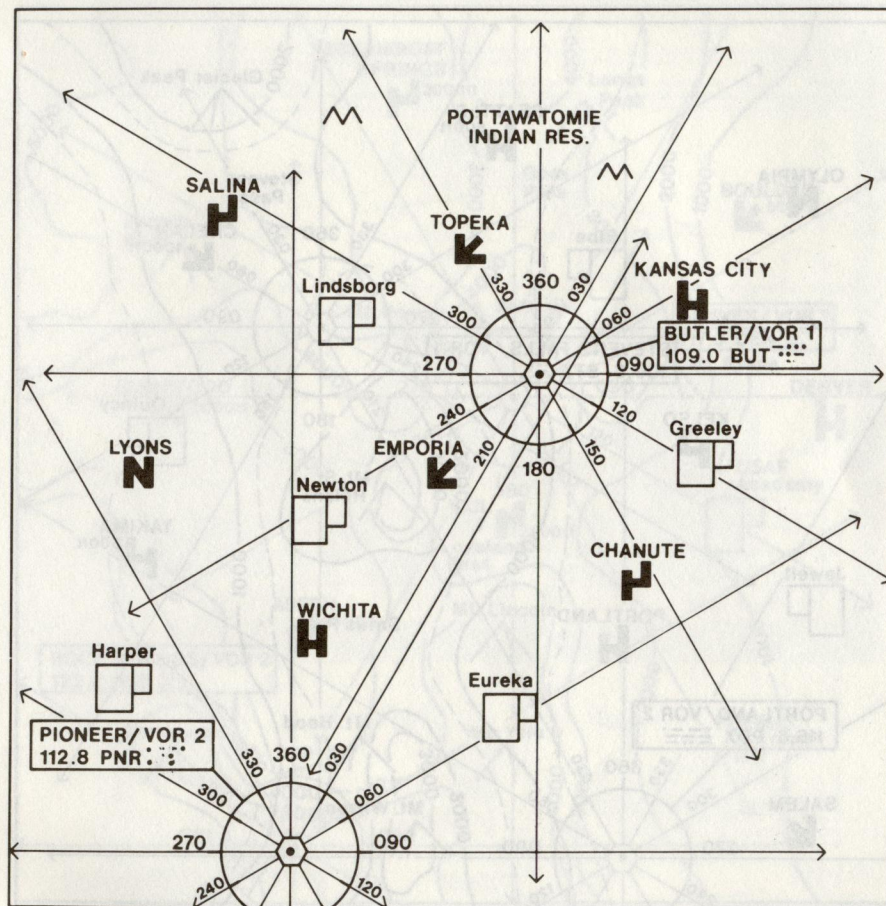 POTTAWATOMIE
INDIAN RES.
SALINA
TOPEKA
KANSAS CITY
Lindsborg
300
330
360
030
060
BUTLER/VOR 1
109.0 BUT
270
090
240
210
180
150
120
LYONS
EMPORIA
Greeley
Newton
CHANUTE
WICHITA
Harper
Eureka
PIONEER/VOR 2
112.8 PNR
300
330
360
030
060
270
090
240
120